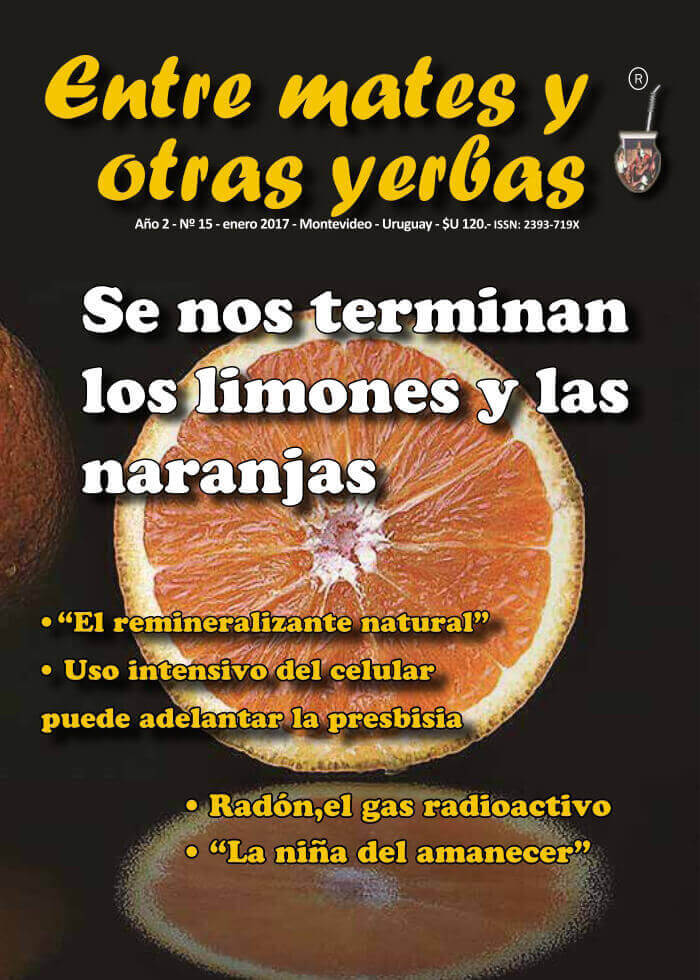 Entre mates y
otras yerbas
®
Año 2 - Nº 15 - enero 2017 - Montevideo - Uruguay - $U 120.- ISSN: 2393-719X
Se nos terminan
los limones y las
naranjas
• “El remineralizante natural”
• Uso intensivo del celular
puede adelantar la presbisia
• Radón,el gas radioactivo
• “La niña del amanecer”